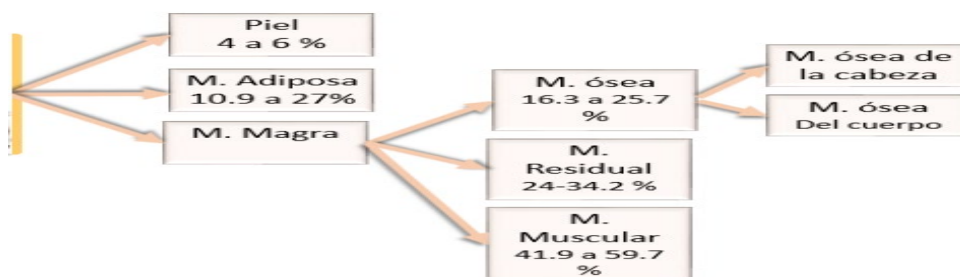 Piel
4 a 6 %
M. Adiposa
10.9 a 27%
M. Magra
M. ósea
16.3 a 25.7
%
M.
Residual
24-34.2 %
M.
Muscular
41.9 a 59.7
%
M. ósea de
la cabeza
M. ósea
Del cuerpo